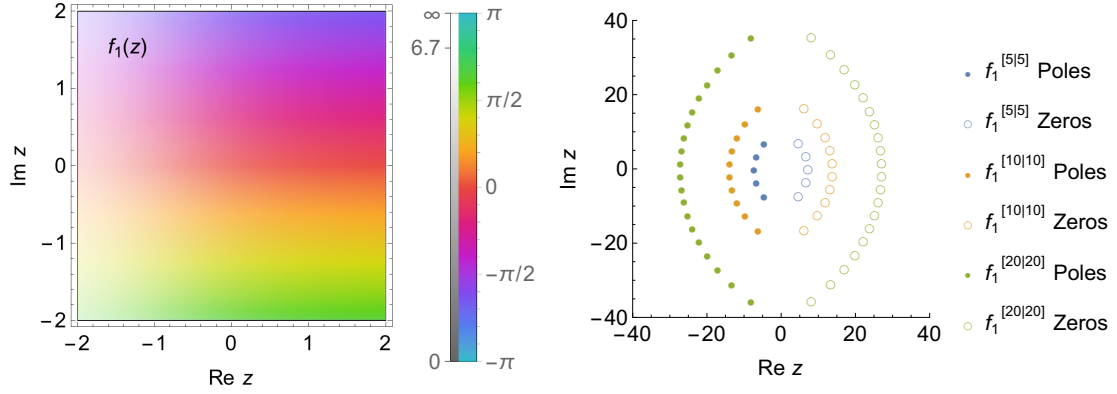 f₁(z)
2
1
0
−1
−2
Im z
−2
−1
0
1
2
Re z
∞
6.7
0
π
π/2
0
−π/2
−π
40
20
0
−20
−40
Im z
−40
−20
0
20
40
Re z
f₁^[5|5] Poles
f₁^[5|5] Zeros
f₁^[10|10] Poles
f₁^[10|10] Zeros
f₁^[20|20] Poles
f₁^[20|20] Zeros